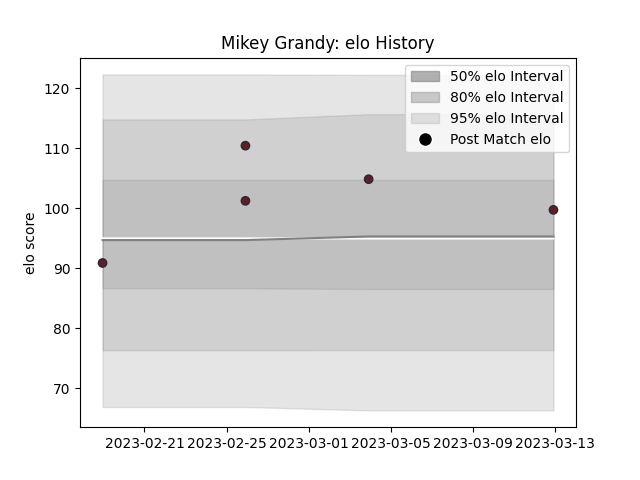 Mikey Grandy: elo History
50% elo Interval
80% elo Interval
95% elo Interval
Post Match elo
elo score
120
110
100
90
80
70
2023-02-21
2023-02-25
2023-03-01
2023-03-05
2023-03-09
2023-03-13